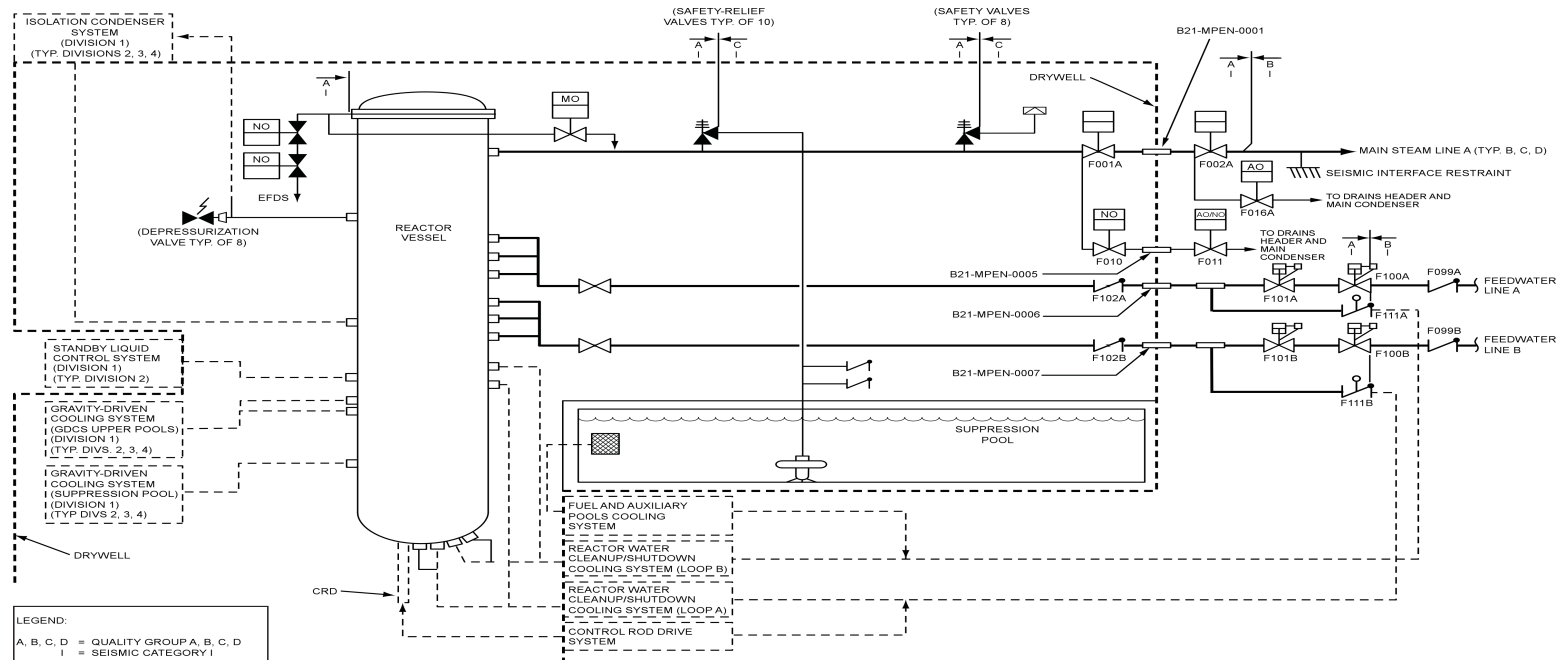 ISOLATION CONDENSER
SYSTEM
(DIVISION 1)
(TYP. DIVISIONS 2, 3, 4)
(SAFETY-RELIEF
VALVES TYP. OF 10)
(SAFETY VALVES
TYP. OF 8)
B21-MPEN-0001
A C
I
A C
I
DRYWELL
A B
I I
A
I
MO
NO
NO
EFDS
F001A
F002A
MAIN STEAM LINE A (TYP. B, C, D)
SEISMIC INTERFACE RESTRAINT
AO
F016A
TO DRAINS HEADER AND
MAIN CONDENSER
(DEPRESSURIZATION
VALVE TYP. OF 8)
REACTOR
VESSEL
NO
F010
AO/NO
F011
TO DRAINS
HEADER AND
MAIN
CONDENSER
A B
I I
B21-MPEN-0005
F102A
F101A
F100A
F099A
FEEDWATER
LINE A
B21-MPEN-0006
F111A
F102B
F101B
F100B
F099B
FEEDWATER
LINE B
B21-MPEN-0007
F111B
STANDBY LIQUID
CONTROL SYSTEM
(DIVISION 1)
(TYP. DIVISION 2)
GRAVITY-DRIVEN
COOLING SYSTEM
(GDCS UPPER POOLS)
(DIVISION 1)
(TYP. DIVS. 2, 3, 4)
GRAVITY-DRIVEN
COOLING SYSTEM
(SUPPRESSION POOL)
(DIVISION 1)
(TYP DIVS 2, 3, 4)
DRYWELL
SUPPRESSION
POOL
FUEL AND AUXILIARY
POOLS COOLING
SYSTEM
REACTOR WATER
CLEANUP/SHUTDOWN
COOLING SYSTEM (LOOP B)
REACTOR WATER
CLEANUP/SHUTDOWN
COOLING SYSTEM (LOOP A)
CONTROL ROD DRIVE
SYSTEM
CRD
LEGEND:
A, B, C, D = QUALITY GROUP A, B, C, D
I = SEISMIC CATEGORY I